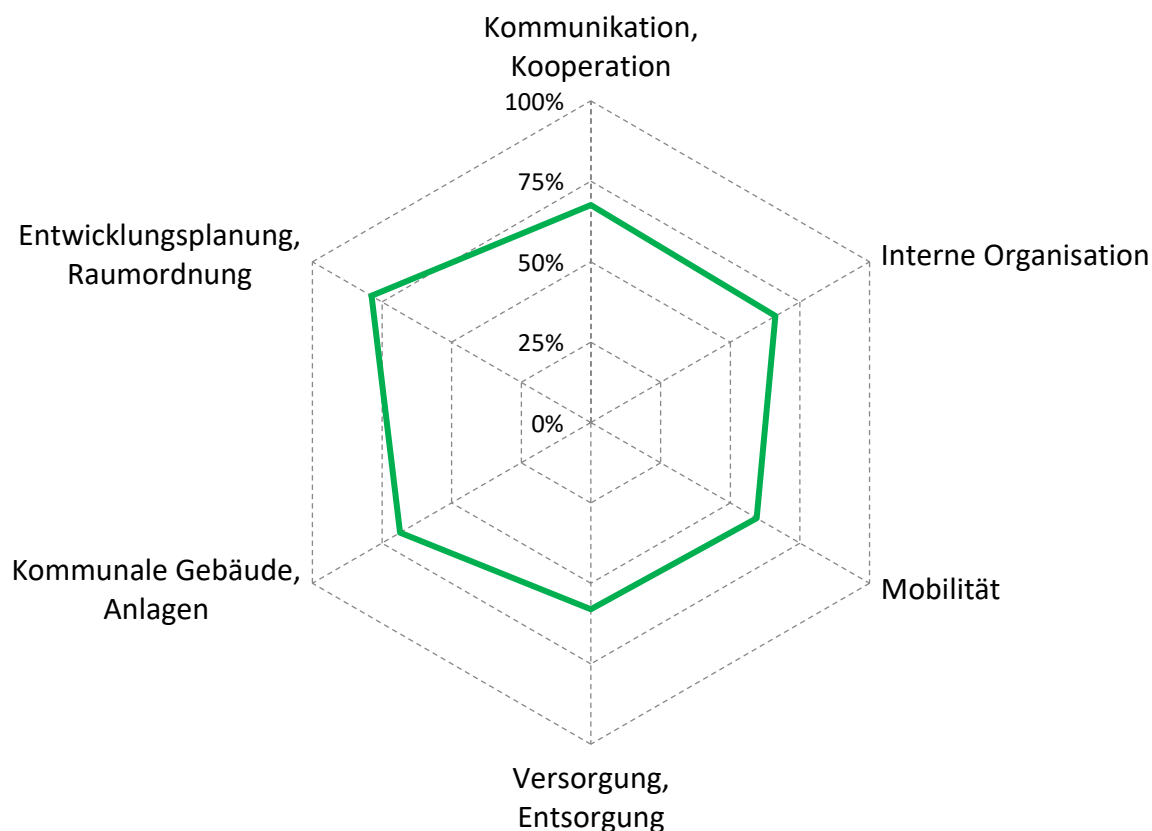 Kommunikation,
Kooperation
100%
75%
Entwicklungsplanung,
Raumordnung
Interne Organisation
50%
25%
0%
Kommunale Gebäude,
Anlagen
Mobilität
Versorgung,
Entsorgung